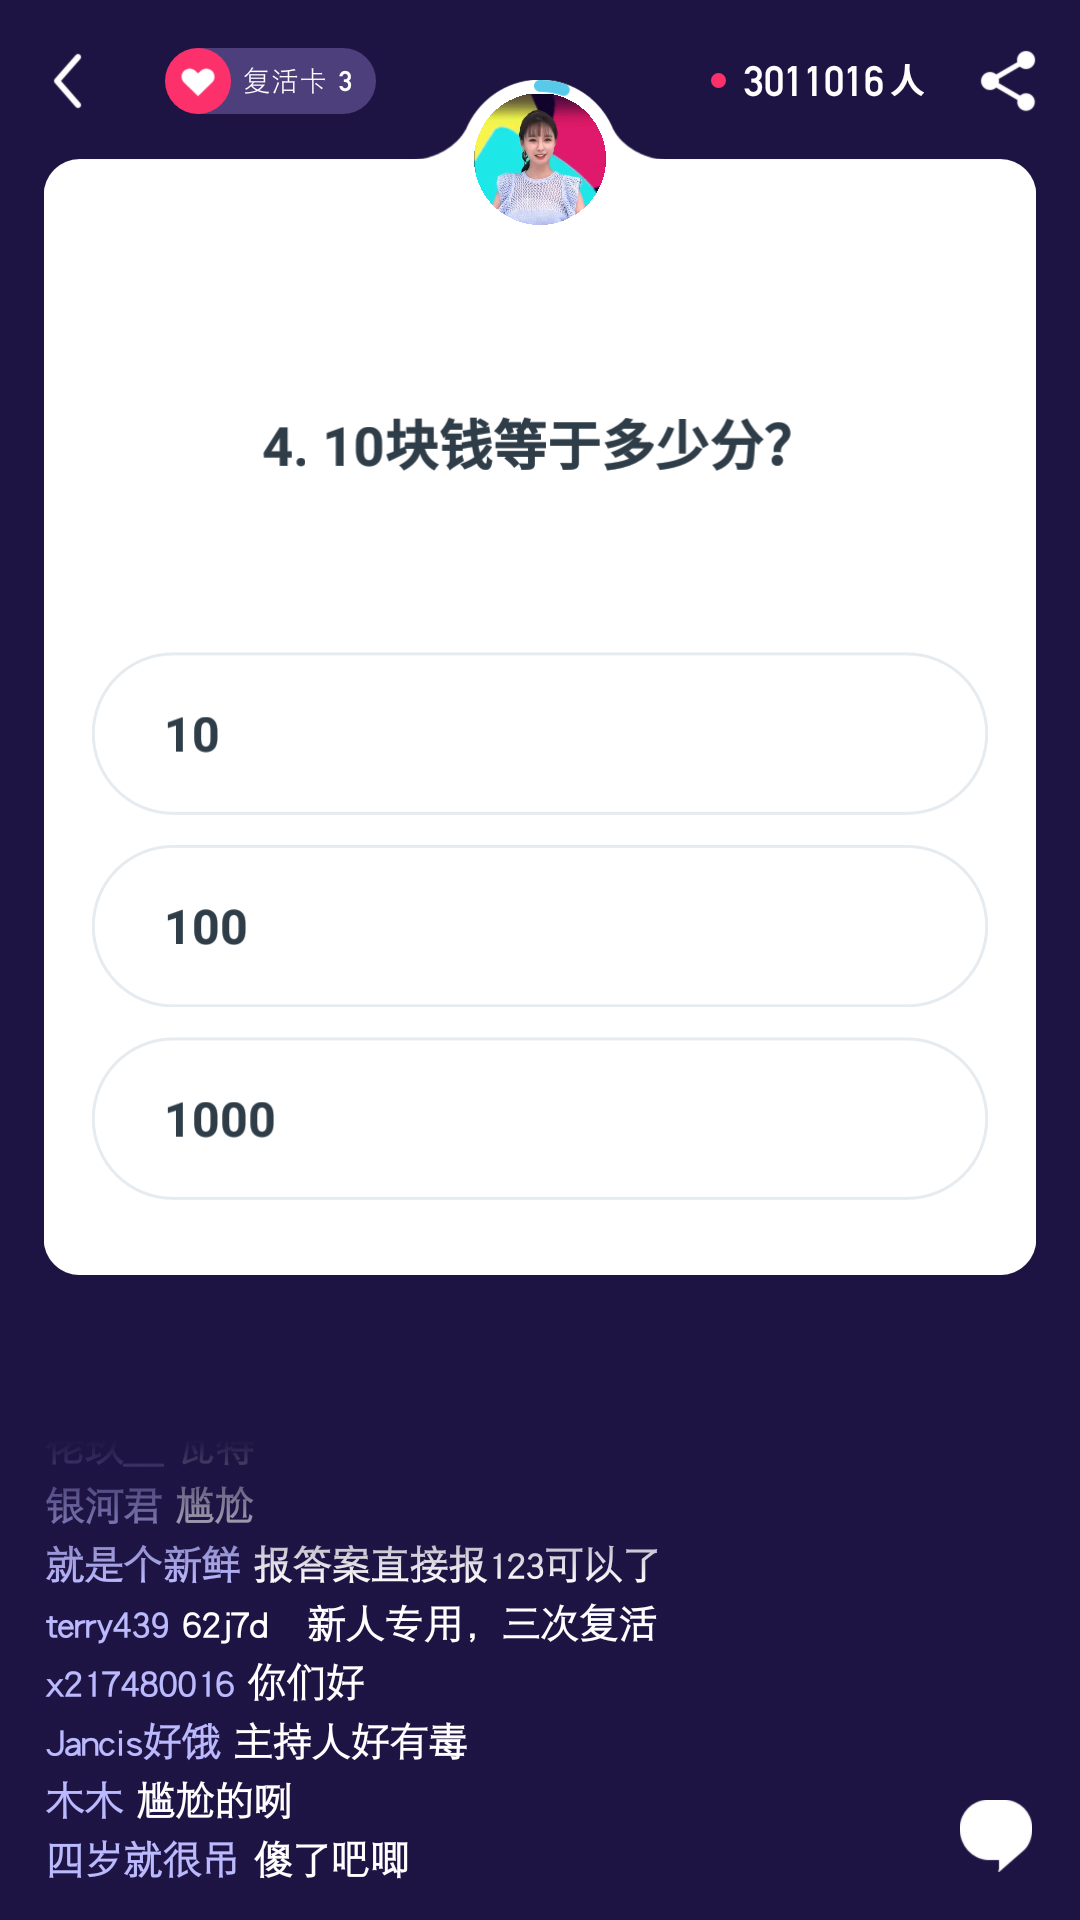 复活卡 3
3011016人
4. 10块钱等于多少分?
10
100
1000
银河君 尴尬
就是个新鲜 报答案直接报123可以了
terry439 62j7d 新人专用，三次复活
x217480016 你们好
Jancis好饿 主持人好有毒
木木 尴尬的咧
四岁就很吊 傻了吧唧